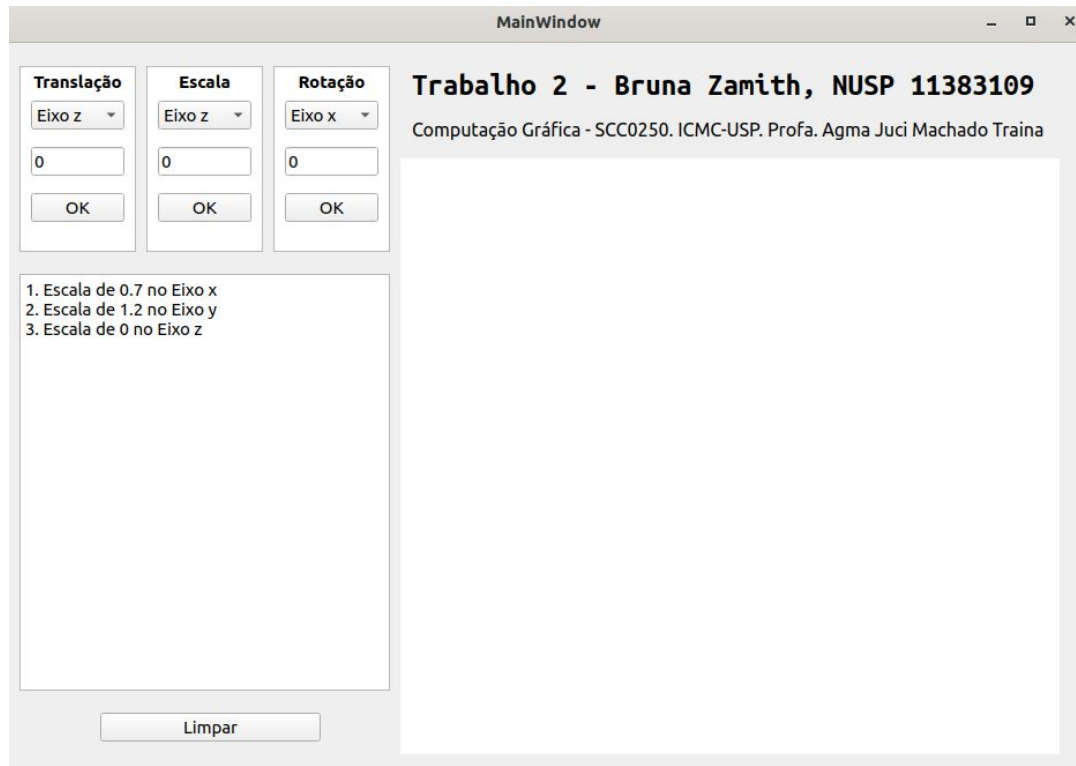 MainWindow
Translação
Eixo z
0
OK
Escala
Eixo z
0
OK
Rotação
Eixo x
0
OK
Trabalho 2 - Bruna Zamith, NUSP 11383109
Computação Gráfica - SCC0250. ICMC-USP. Profa. Agma Juci Machado Traina
1. Escala de 0.7 no Eixo x
2. Escala de 1.2 no Eixo y
3. Escala de 0 no Eixo z
Limpar